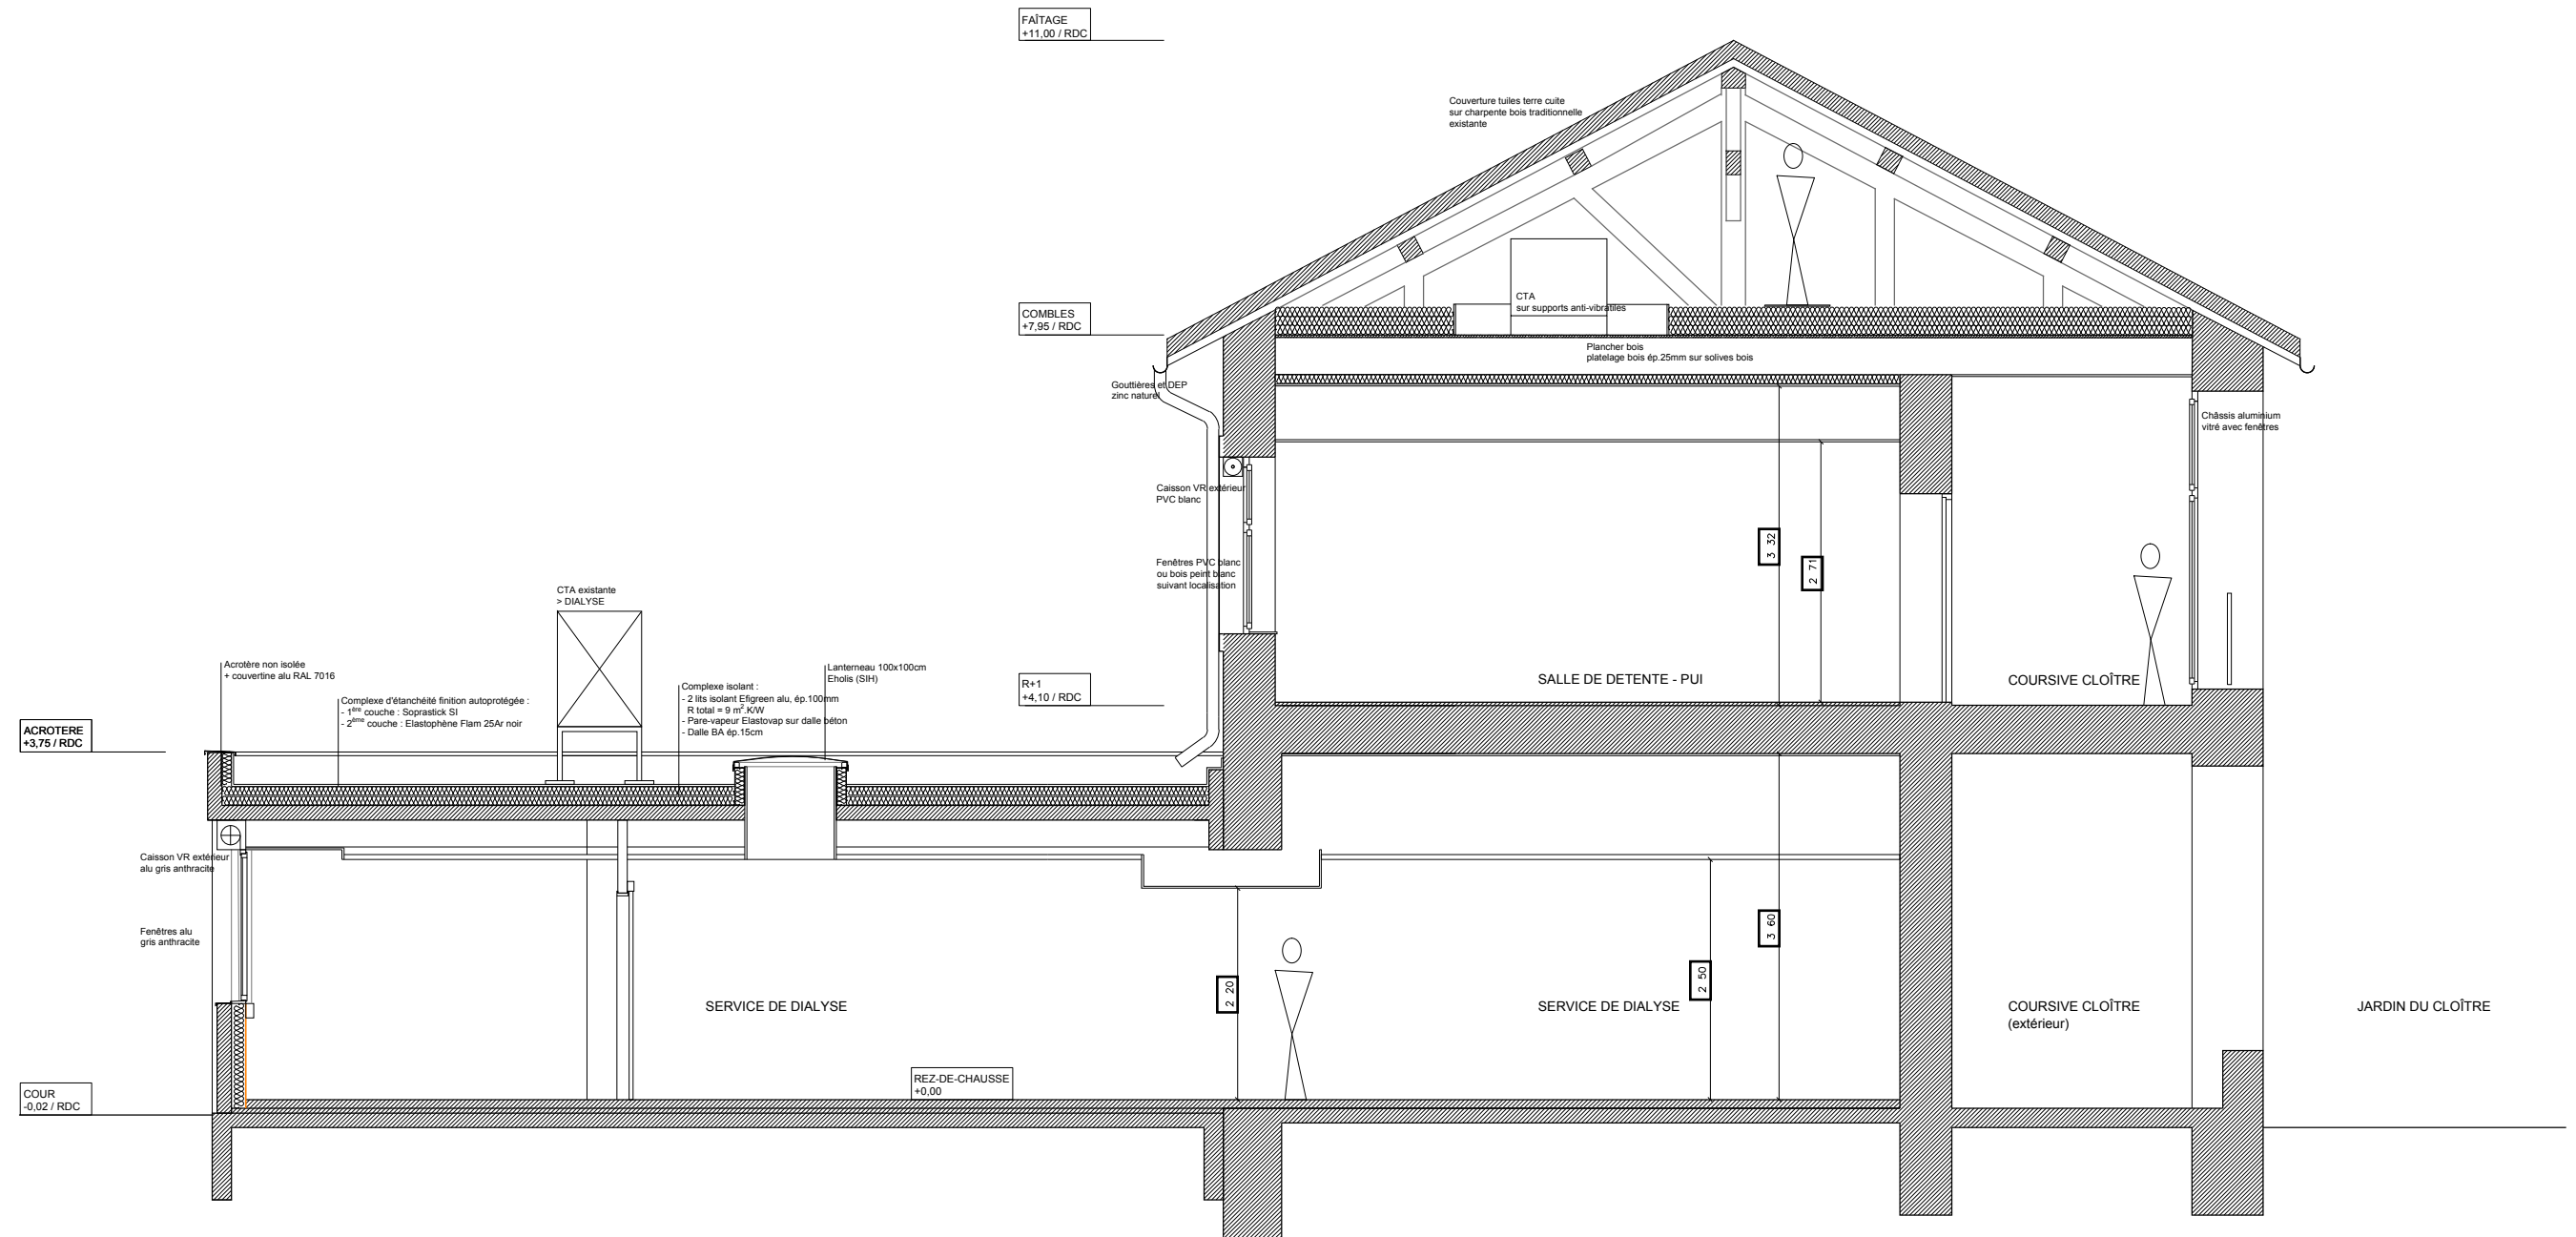 FAÎTAGE
+11,00 / RDC
Couverture tuiles terre cuite
sur charpente bois traditionnelle
existante
CTA
sur supports anti-vibratiles
COMBLES
+7,95 / RDC
Plancher bois
platelage bois ép.25mm sur solives bois
Gouttières et DEP
zinc naturel
Châssis aluminium
vitré avec fenêtres
Caisson VR extérieur
PVC blanc
3 32
2 71
Fenêtres PVC blanc
ou bois peint blanc
suivant localisation
CTA existante
> DIALYSE
Acrotère non isolée
+ couvertine alu RAL 7016
Complexe d'étanchéité finition autoprotégée :
- 1ère couche : Soprastick SI
- 2ème couche : Elastophène Flam 25Ar noir
Complexe isolant :
- 2 lits isolant Efigreen alu, ép.100mm
R total = 9 m².K/W
- Pare-vapeur Elastovap sur dalle béton
- Dalle BA ép.15cm
Lanterneau 100x100cm
Eholis (SIH)
R+1
+4,10 / RDC
SALLE DE DETENTE - PUI
COURSIVE CLOÎTRE
ACROTERE
+3,75 / RDC
Caisson VR extérieur
alu gris anthracite
Fenêtres alu
gris anthracite
3 60
2 50
2 20
SERVICE DE DIALYSE
SERVICE DE DIALYSE
COURSIVE CLOÎTRE
(extérieur)
JARDIN DU CLOÎTRE
REZ-DE-CHAUSSE
+0,00
COUR
-0,02 / RDC